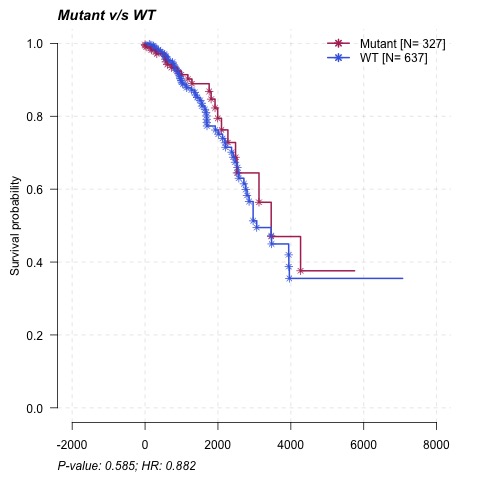 Mutant v/s WT
Mutant [N= 327]
WT [N= 637]
Survival probability
1.0
0.8
0.6
0.4
0.2
0.0
-2000 0 2000 4000 6000 8000
P-value: 0.585; HR: 0.882